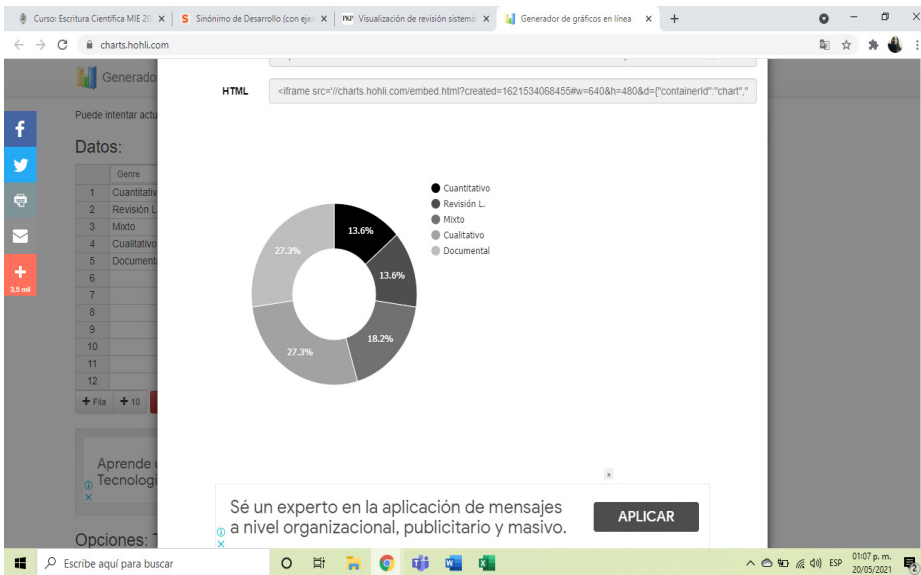 Curso: Escritura Científica MIE 20
Sinónimo de Desarrollo (con ejer
PKP Visualización de revisión sistemá
Generador de gráficos en línea
charts.hohli.com
Generado
HTML
<iframe src='//charts.hohli.com/embed.html?created=1621534068455#w=640&h=480&d={"containerId":"chart","
Puede intentar actu
Datos:
Genre
1 Cuantitativ
2 Revisión L
3 Mixto
4 Cualitativo
5 Document
6
7
8
9
10
11
12
+ Fila + 10
3,5 mil
Cuantitativo
Revisión L.
Mixto
Cualitativo
Documental
13.6%
13.6%
18.2%
27.3%
27.3%
Aprende
Tecnologí
Sé un experto en la aplicación de mensajes
a nivel organizacional, publicitario y masivo.
APLICAR
Opciones:
Escribe aquí para buscar
ESP
01:07 p. m.
20/05/2021
2